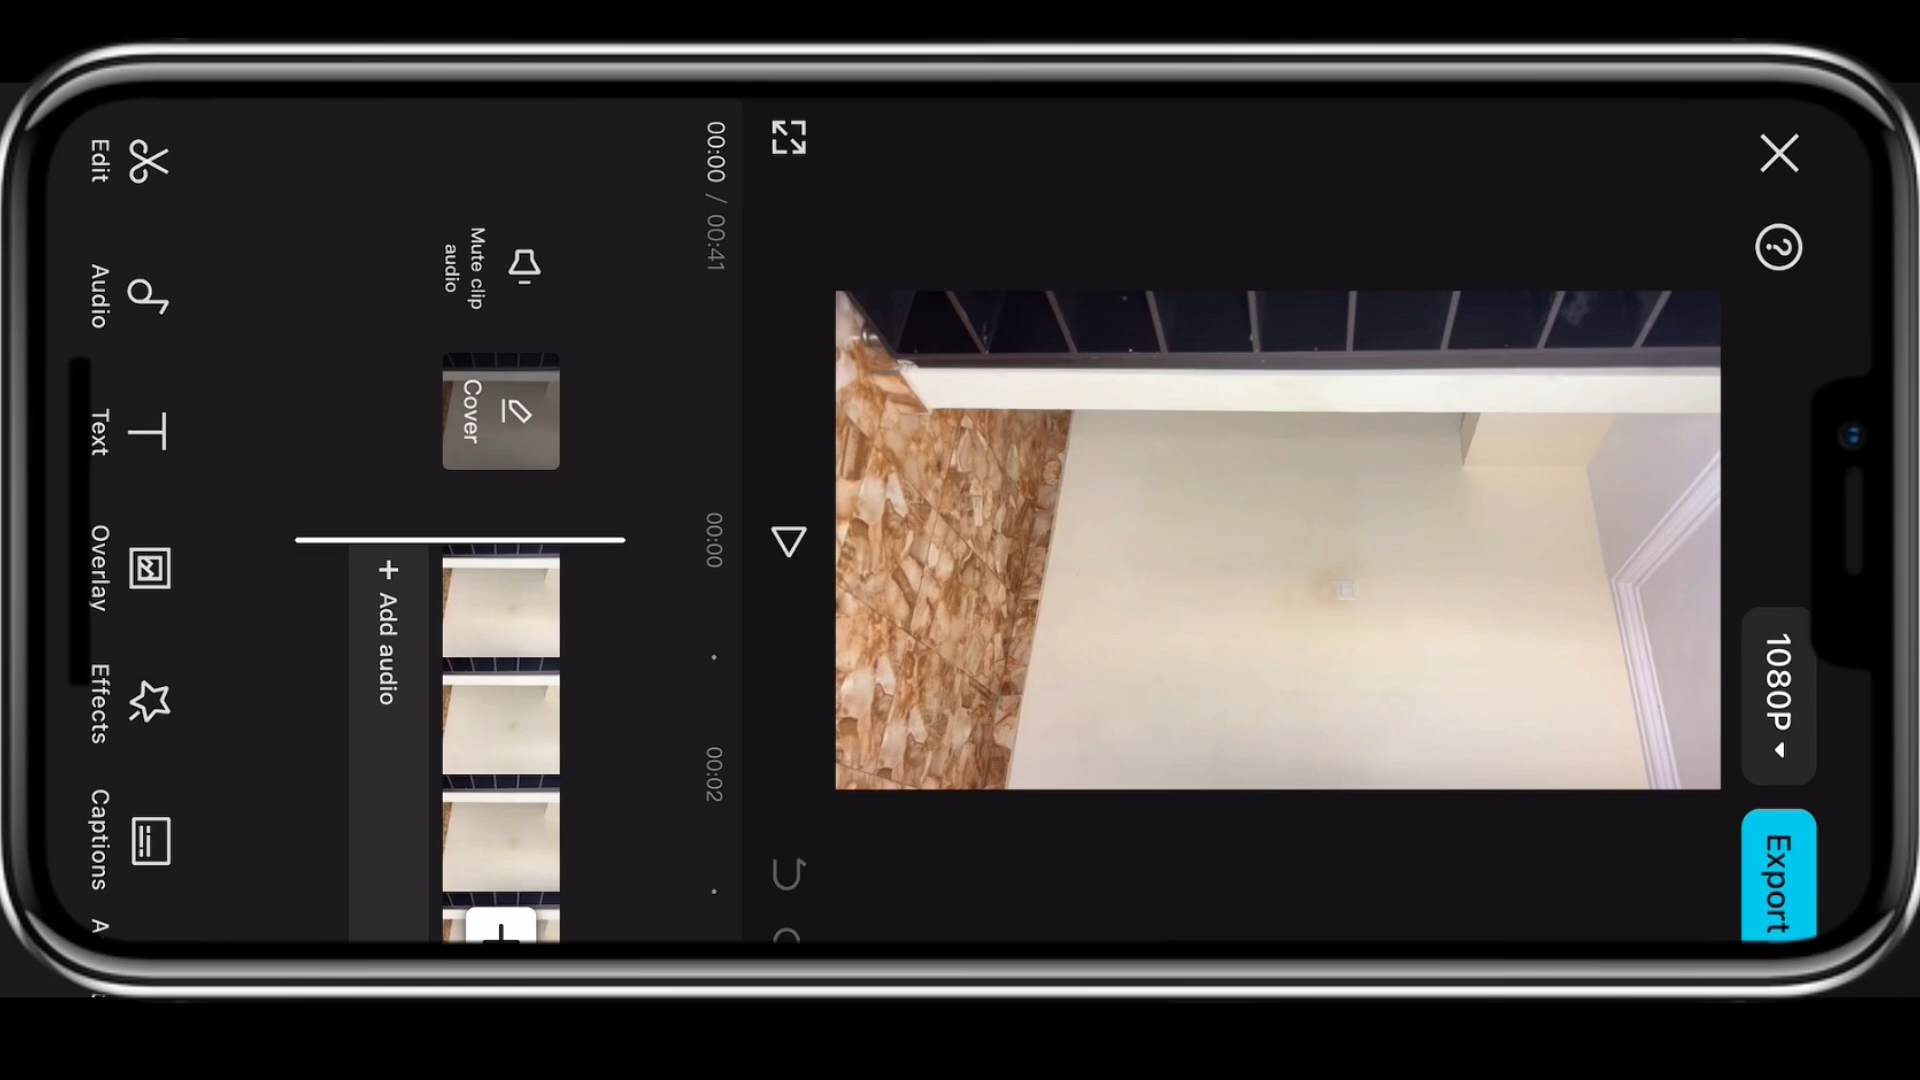 1080P
Export
00:00 / 00:41
00:00
00:02
Mute clip
audio
Cover
+ Add audio
Edit
Audio
Text
Overlay
Effects
Captions
A